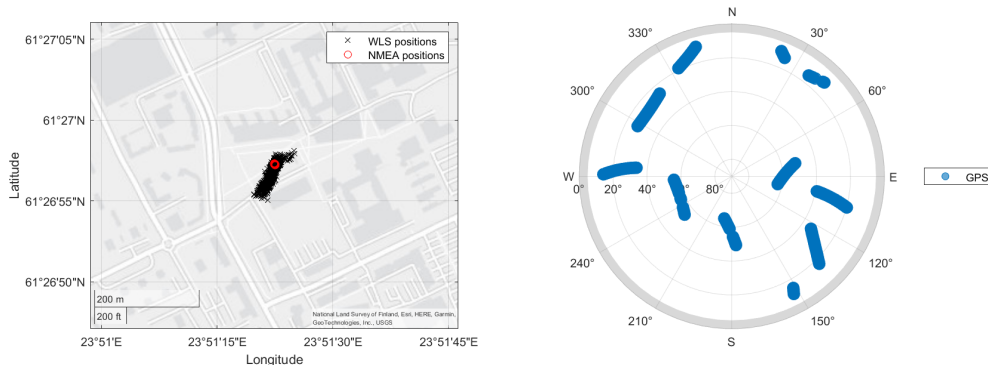 WLS positions
NMEA positions
61°27'05"N
61°27'N
61°26'55"N
61°26'50"N
Latitude
200 m
200 ft
National Land Survey of Finland, Esri, HERE, Garmin,
GeoTechnologies, Inc., USGS
23°51'E
23°51'15"E
23°51'30"E
23°51'45"E
Longitude
N
30°
60°
E
120°
150°
S
210°
240°
W
300°
330°
0°
20°
40°
60°
80°
GPS